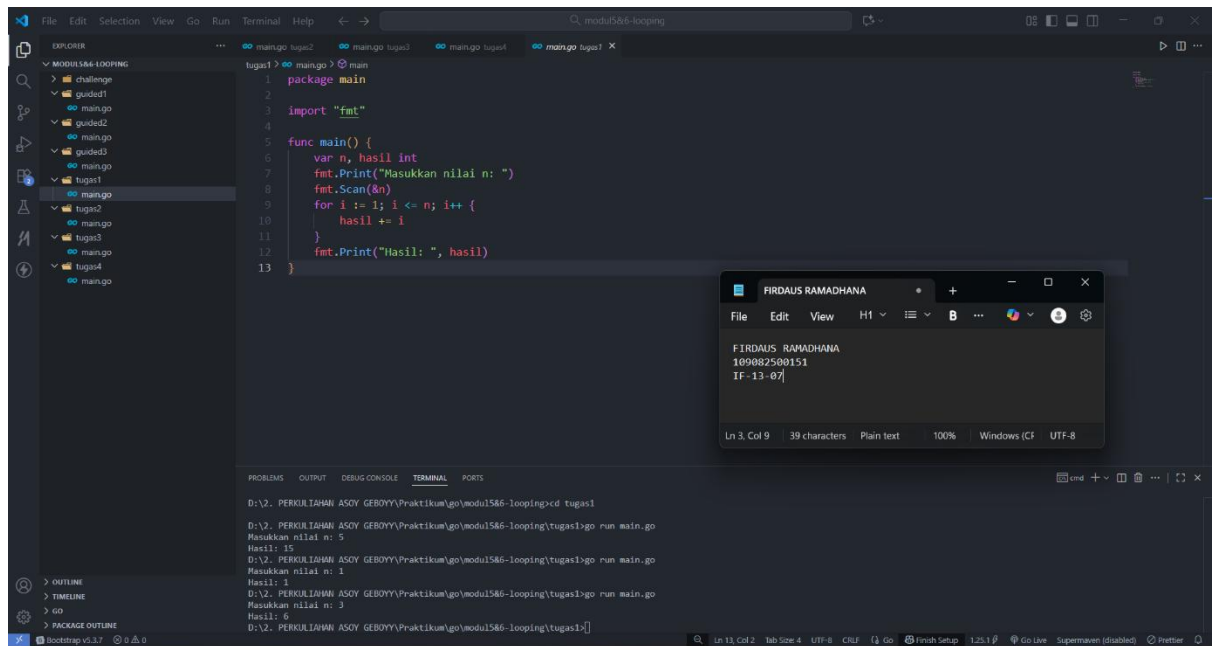 File Edit Selection View Go Run Terminal Help
modul5&6-looping
EXPLORER
main.go tugas2
main.go tugas3
main.go tugas4
main.go tugas1
MODUL5&6-LOOPING
challenge
guided1
main.go
guided2
main.go
guided3
main.go
tugas1
main.go
tugas2
main.go
tugas3
main.go
tugas4
main.go
OUTLINE
TIMELINE
GO
PACKAGE OUTLINE
tugas1 > main.go > main
1 package main
2
3 import "fmt"
4
5 func main() {
6 var n, hasil int
7 fmt.Print("Masukkan nilai n: ")
8 fmt.Scan(&n)
9 for i := 1; i <= n; i++ {
10 hasil += i
11 }
12 fmt.Print("Hasil: ", hasil)
13 }
FIRDAUS RAMADHANA
File Edit View H1 B
FIRDAUS RAMADHANA
109082500151
IF-13-07
Ln 3, Col 9 39 characters Plain text 100% Windows (CF UTF-8
PROBLEMS OUTPUT DEBUG CONSOLE TERMINAL PORTS
cmd
D:\2. PERKULIAHAN ASOY GEBOYY\Praktikum\go\modul5&6-looping>cd tugas1
D:\2. PERKULIAHAN ASOY GEBOYY\Praktikum\go\modul5&6-looping\tugas1>go run main.go
Masukkan nilai n: 5
Hasil: 15
D:\2. PERKULIAHAN ASOY GEBOYY\Praktikum\go\modul5&6-looping\tugas1>go run main.go
Masukkan nilai n: 1
Hasil: 1
D:\2. PERKULIAHAN ASOY GEBOYY\Praktikum\go\modul5&6-looping\tugas1>go run main.go
Masukkan nilai n: 3
Hasil: 6
D:\2. PERKULIAHAN ASOY GEBOYY\Praktikum\go\modul5&6-looping\tugas1>
Bootstrap v5.3.7 0 0 Ln 13, Col 2 Tab Size: 4 UTF-8 CRLF Go Finish Setup 1.25.1 Go Live Supermaven (disabled) Prettier